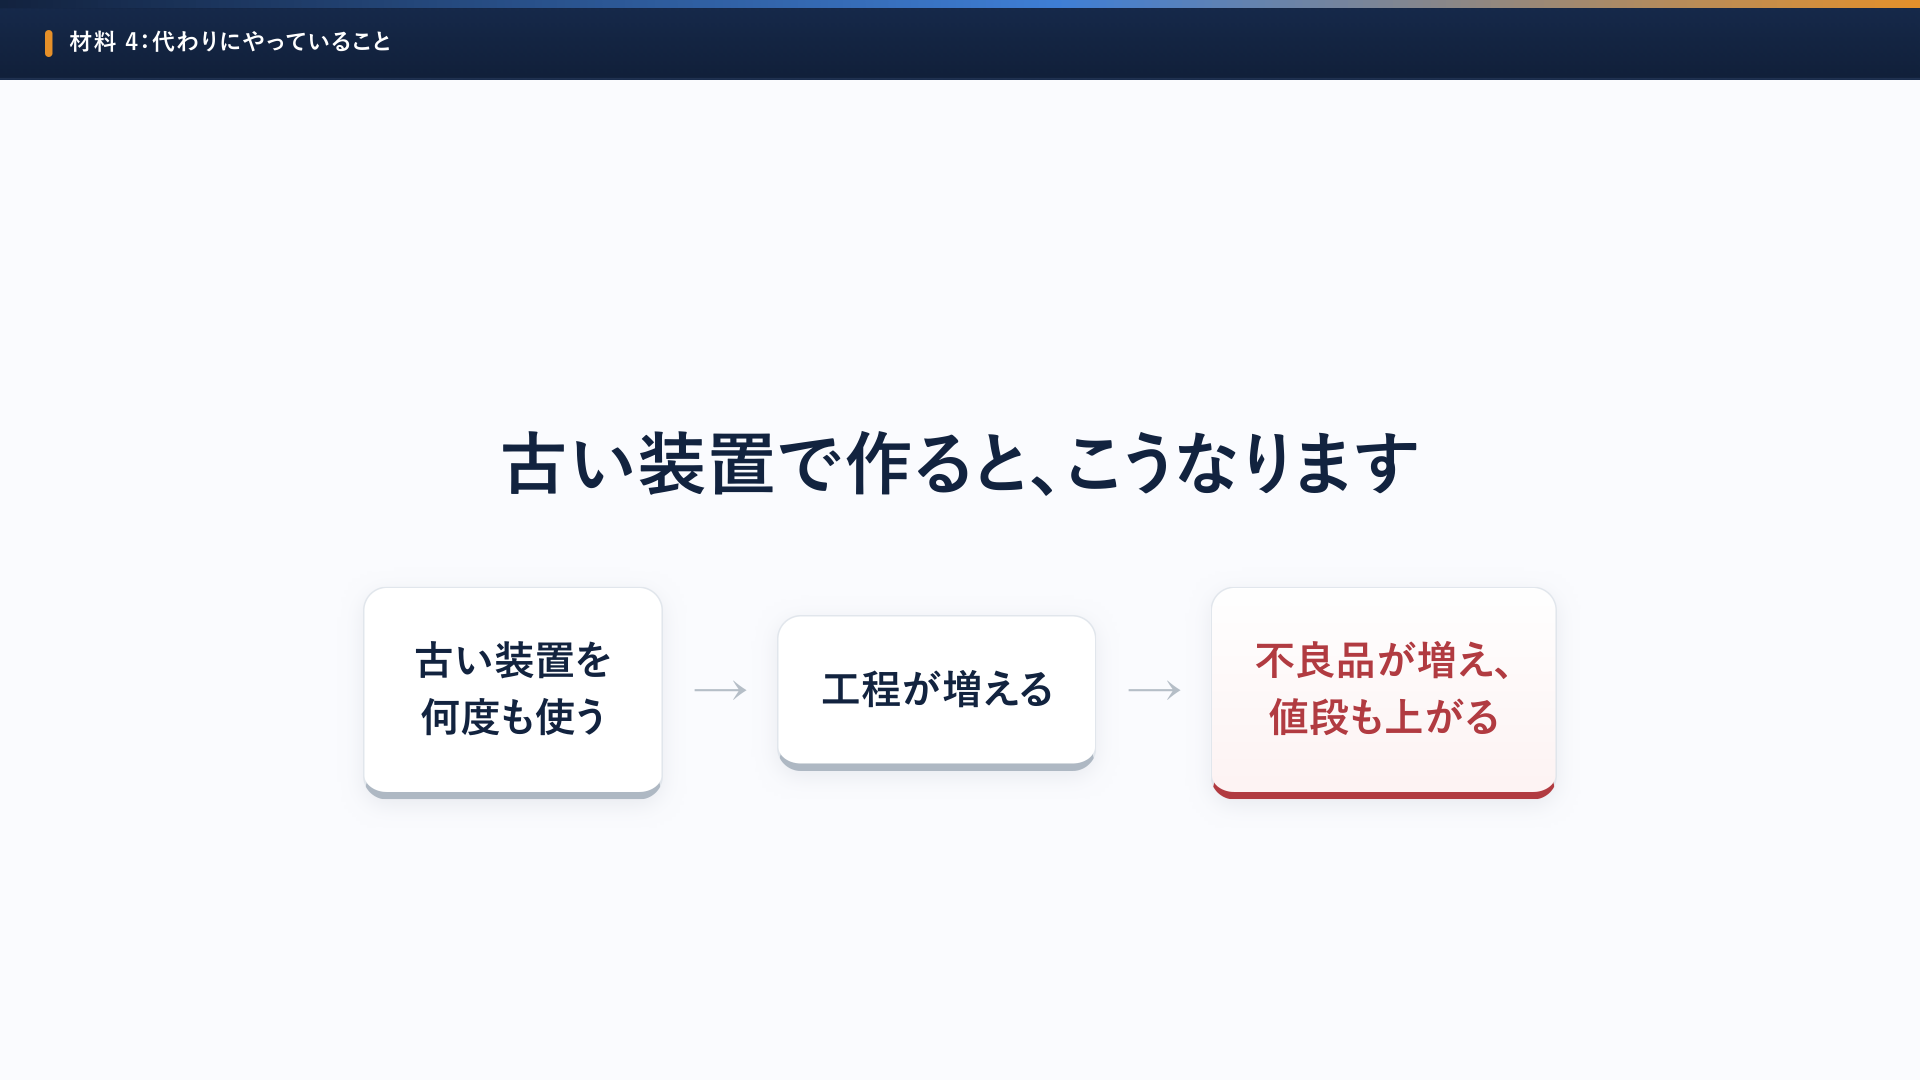 材料 4：代わりにやっていること
古い装置で作ると、こうなります
古い装置を
何度も使う
→
工程が増える
→
不良品が増え、
値段も上がる